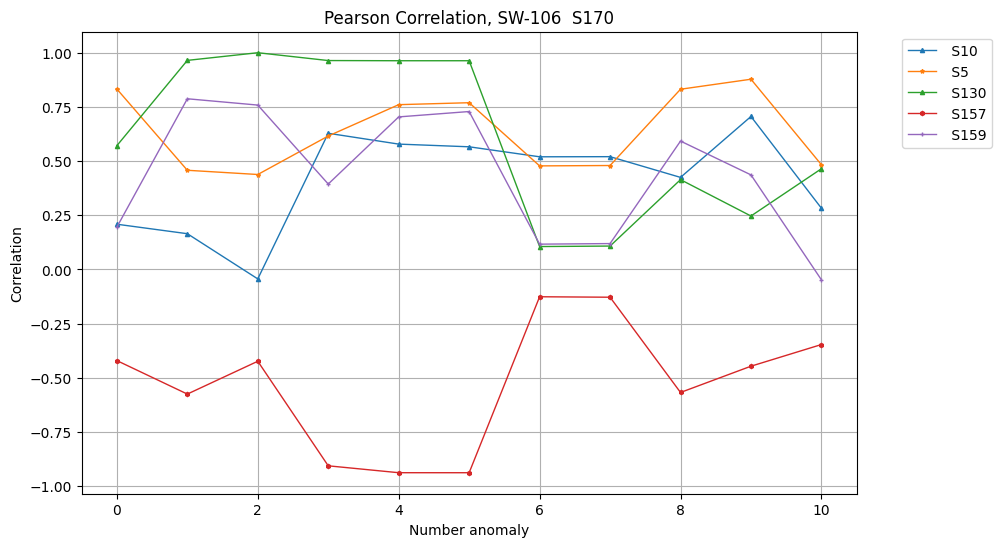 Pearson Correlation, SW-106  S170
1.00
0.75
0.50
0.25
0.00
−0.25
−0.50
−0.75
−1.00
Correlation
0 2 4 6 8 10
Number anomaly
S10
S5
S130
S157
S159